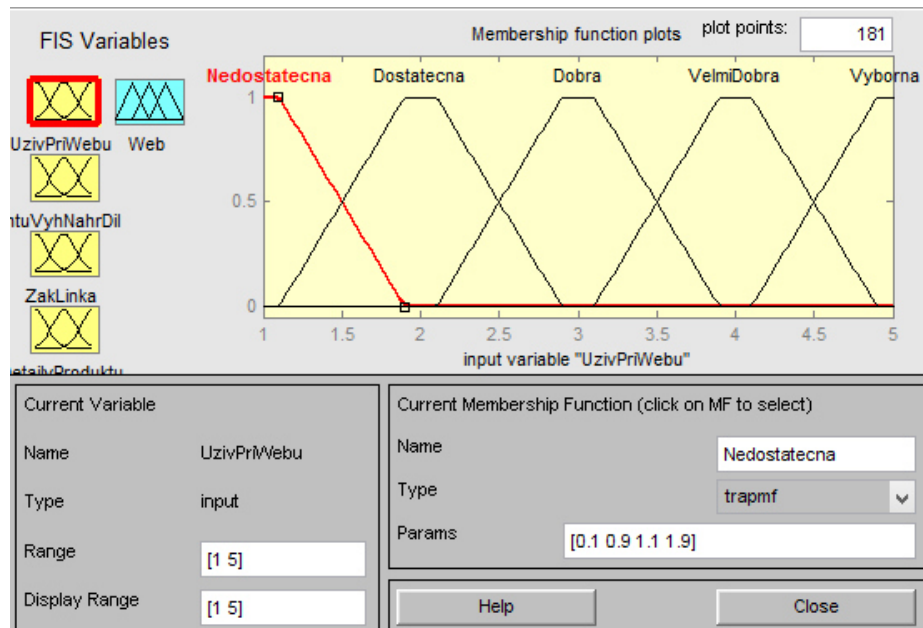 FIS Variables
Membership function plots
plot points:
181
UzivPriWebu
Web
ntuVyhNahrDil
ZakLinka
etailyProduktu
Nedostatecna
Dostatecna
Dobra
VelmiDobra
Vyborna
1
0.5
0
1
1.5
2
2.5
3
3.5
4
4.5
5
input variable "UzivPriWebu"
Current Variable
Name
UzivPriWebu
Type
input
Range
[1 5]
Display Range
[1 5]
Current Membership Function (click on MF to select)
Name
Nedostatecna
Type
trapmf
Params
[0.1 0.9 1.1 1.9]
Help
Close